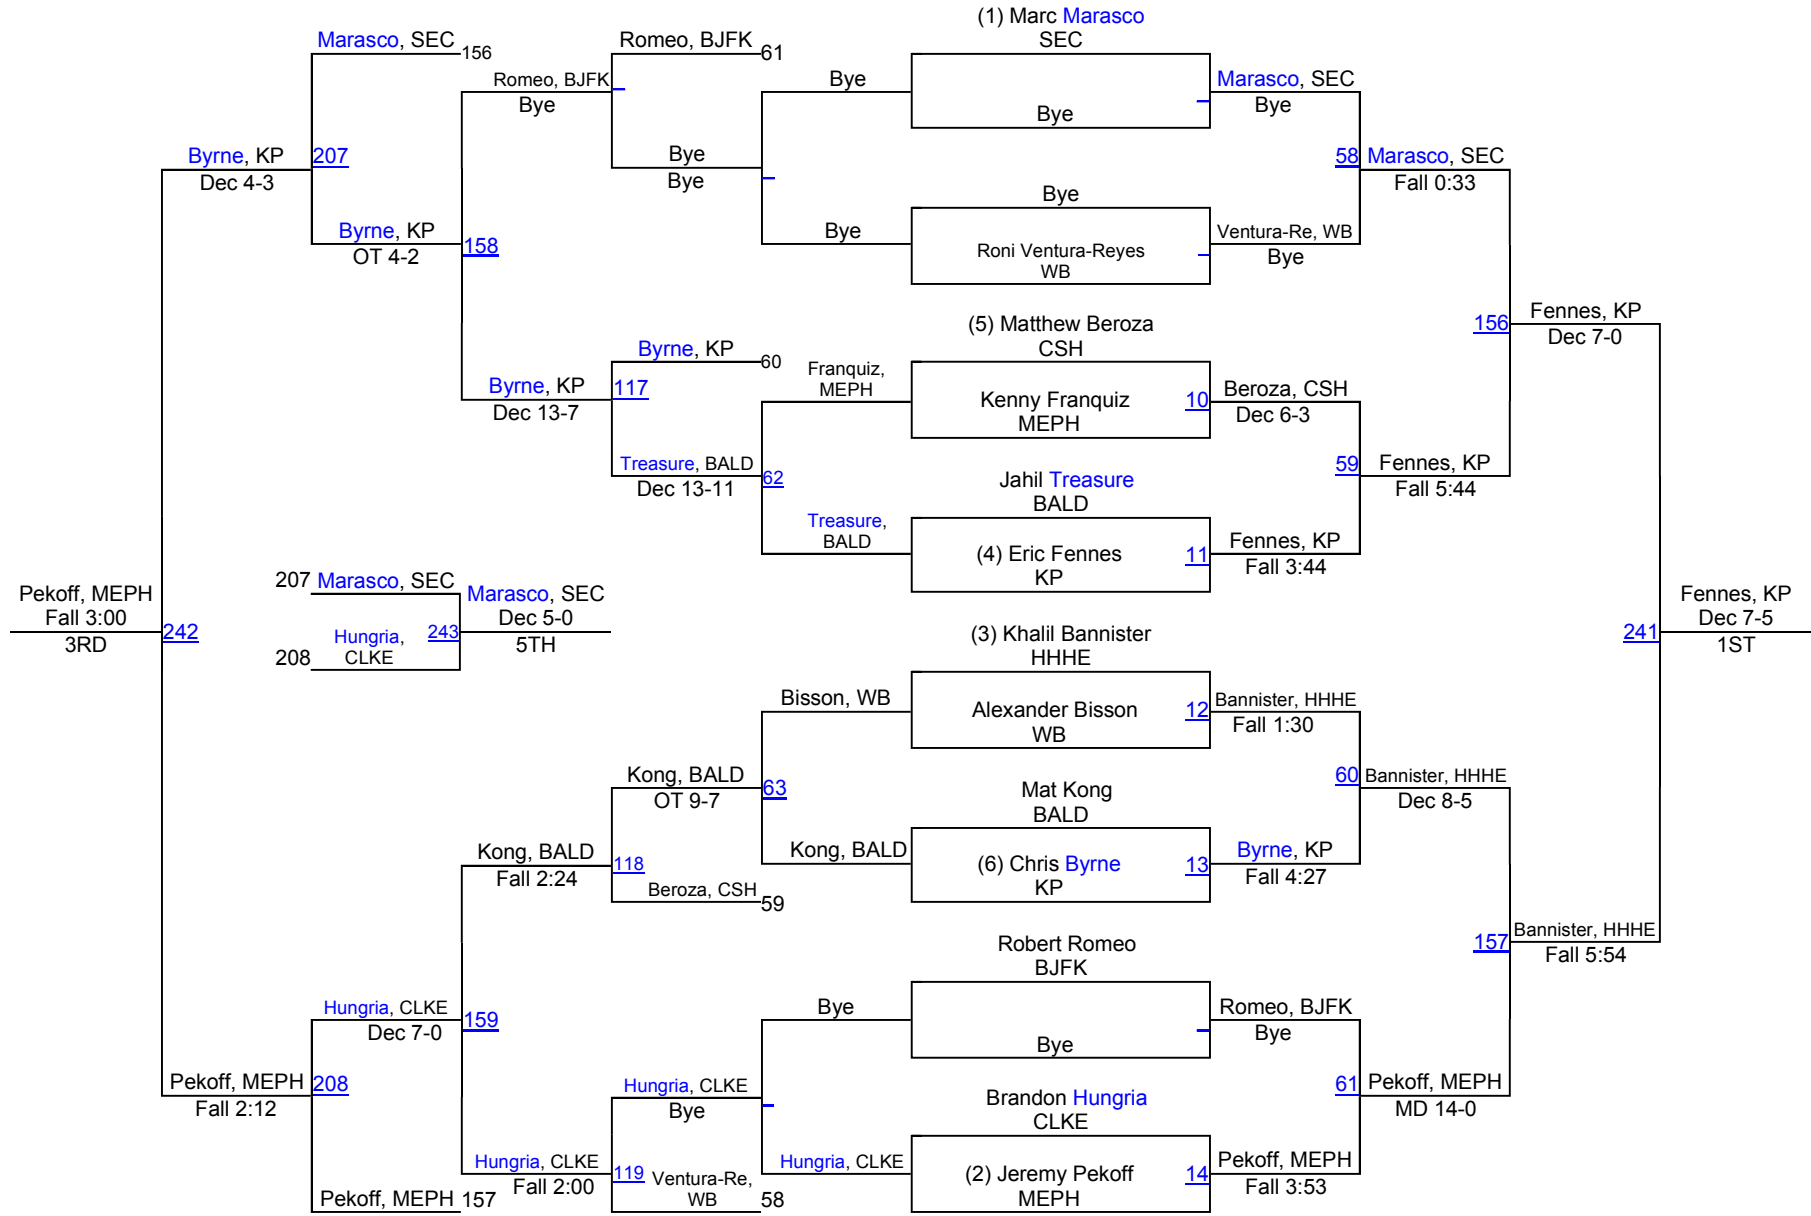 (1) Marc Marasco
SEC
Marasco, SEC 156
Romeo, BJFK 61
Romeo, BJFK
Bye
Bye
Marasco, SEC
Bye
Bye
Byrne, KP 207
Dec 4-3
Bye
Bye
58 Marasco, SEC
Fall 0:33
Bye
Byrne, KP
OT 4-2
158
Bye
Roni Ventura-Reyes
WB
Ventura-Re, WB
Bye
(5) Matthew Beroza
CSH
156 Fennes, KP
Dec 7-0
Byrne, KP 60
Franquiz,
MEPH
Byrne, KP 117
Dec 13-7
Kenny Franquiz 10
MEPH
Beroza, CSH
Dec 6-3
Treasure, BALD 62
Dec 13-11
Jahil Treasure
BALD
59 Fennes, KP
Fall 5:44
Treasure,
BALD
(4) Eric Fennes 11
KP
Fennes, KP
Fall 3:44
Pekoff, MEPH
Fall 3:00
3RD
242
207 Marasco, SEC
Hungria,
208 CLKE
243
Marasco, SEC
Dec 5-0
5TH
241
Fennes, KP
Dec 7-5
1ST
(3) Khalil Bannister
HHHE
Bisson, WB
Alexander Bisson 12
WB
Bannister, HHHE
Fall 1:30
Kong, BALD 63
OT 9-7
Mat Kong
BALD
60 Bannister, HHHE
Dec 8-5
Kong, BALD 118
Fall 2:24
Kong, BALD
(6) Chris Byrne 13
KP
Byrne, KP
Fall 4:27
Beroza, CSH 59
Robert Romeo
BJFK
157 Bannister, HHHE
Fall 5:54
Hungria, CLKE 159
Dec 7-0
Bye
Bye
Romeo, BJFK
Bye
Pekoff, MEPH 208
Fall 2:12
Hungria, CLKE
Bye
Brandon Hungria
CLKE
61 Pekoff, MEPH
MD 14-0
Hungria, CLKE 119
Fall 2:00
Hungria, CLKE
(2) Jeremy Pekoff 14
MEPH
Pekoff, MEPH
Fall 3:53
Pekoff, MEPH 157
Ventura-Re,
WB 58